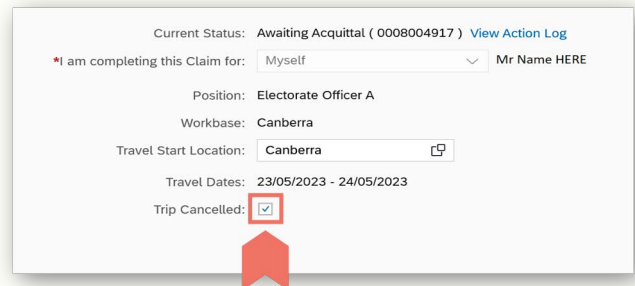 Current Status: Awaiting Acquittal ( 0008004917 ) View Action Log
*I am completing this Claim for: Myself Mr Name HERE
Position: Electorate Officer A
Workbase: Canberra
Travel Start Location: Canberra
Travel Dates: 23/05/2023 - 24/05/2023
Trip Cancelled: